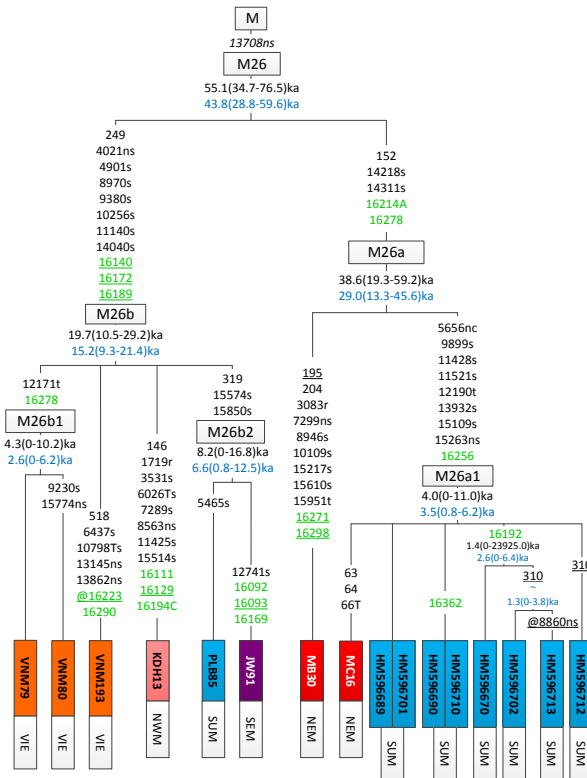 M
13708ns
M26
55.1(34.7-76.5)ka
43.8(28.8-59.6)ka
249
4021ns
4901s
8970s
9380s
10256s
11140s
14040s
16140
16172
16189
M26b
19.7(10.5-29.2)ka
15.2(9.3-21.4)ka
152
14218s
14311s
16214A
16278
M26a
38.6(19.3-59.2)ka
29.0(13.3-45.6)ka
12171t
16278
M26b1
4.3(0-10.2)ka
2.6(0-6.2)ka
9230s
15774ns
518
6437s
10798Ts
13145ns
13862ns
@16223
16290
146
1719r
3531s
6026Ts
7289s
8563ns
11425s
15514s
16111
16129
16194C
319
15574s
15850s
M26b2
8.2(0-16.8)ka
6.6(0.8-12.5)ka
5465s
12741s
16092
16093
16169
195
204
3083r
7299ns
8946s
10109s
15217s
15610s
15951t
16271
16298
5656nc
9899s
11428s
11521s
12190t
13932s
15109s
15263ns
16256
M26a1
4.0(0-11.0)ka
3.5(0.8-6.2)ka
63
64
66T
16362
16192
1.4(0-23925.0)ka
2.6(0-6.4)ka
310
~
1.3(0-3.8)ka
@8860ns
310
VNM79
VNM80
VNM193
KDH13
PLB85
JW91
MB30
MC16
HM596689
HM596701
HM596690
HM596710
HM596670
HM596702
HM596713
HM596712
VIE
VIE
VIE
NWM
SUM
SEM
NEM
NEM
SUM
SUM
SUM
SUM
SUM
SUM